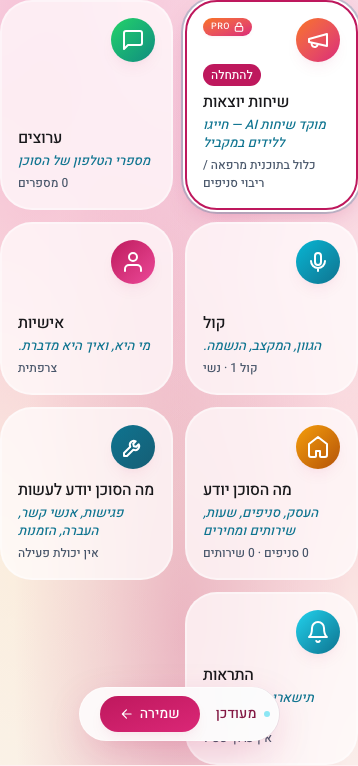 PRO
להתחלה
שיחות יוצאות
מוקד שיחות AI — חייגו
ללידים במקביל
כלול בתוכנית מרפאה /
ריבוי סניפים
ערוצים
מספרי הטלפון של הסוכן
0 מספרים
קול
הגוון, המקצב, הנשמה.
קול 1 · נשי
אישיות
מי היא, ואיך היא מדברת.
צרפתית
מה הסוכן יודע
העסק, סניפים, שעות,
שירותים ומחירים
0 סניפים · 0 שירותים
מה הסוכן יודע לעשות
פגישות, אנשי קשר,
העברה, הזמנות
אין יכולת פעילה
התראות
מעודכן
שמירה ←